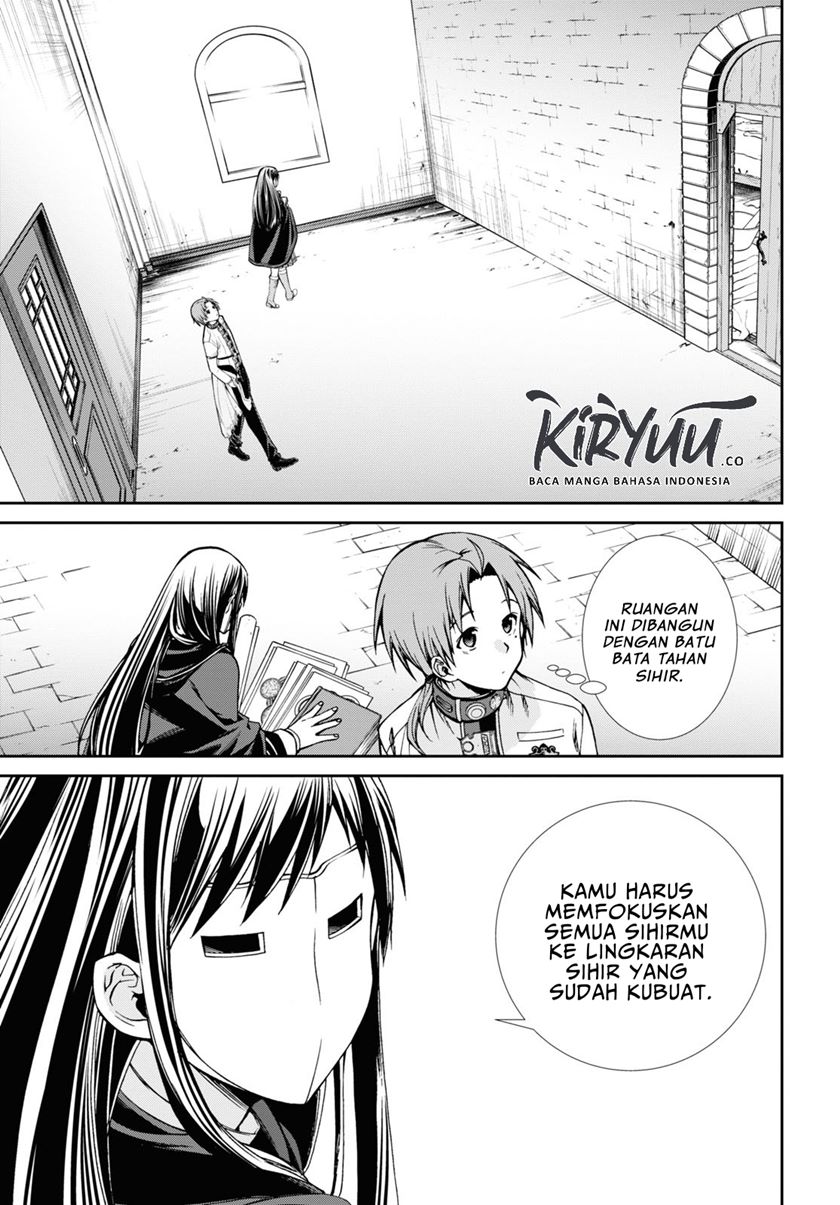 KIRYUU.CO
BACA MANGA BAHASA INDONESIA
RUANGAN
INI DIBANGUN
DENGAN BATU
BATA TAHAN
SIHIR.
KAMU HARUS
MEMFOKUSKAN
SEMUA SIHIRMU
KE LINGKARAN
SIHIR YANG
SUDAH KUBUAT.